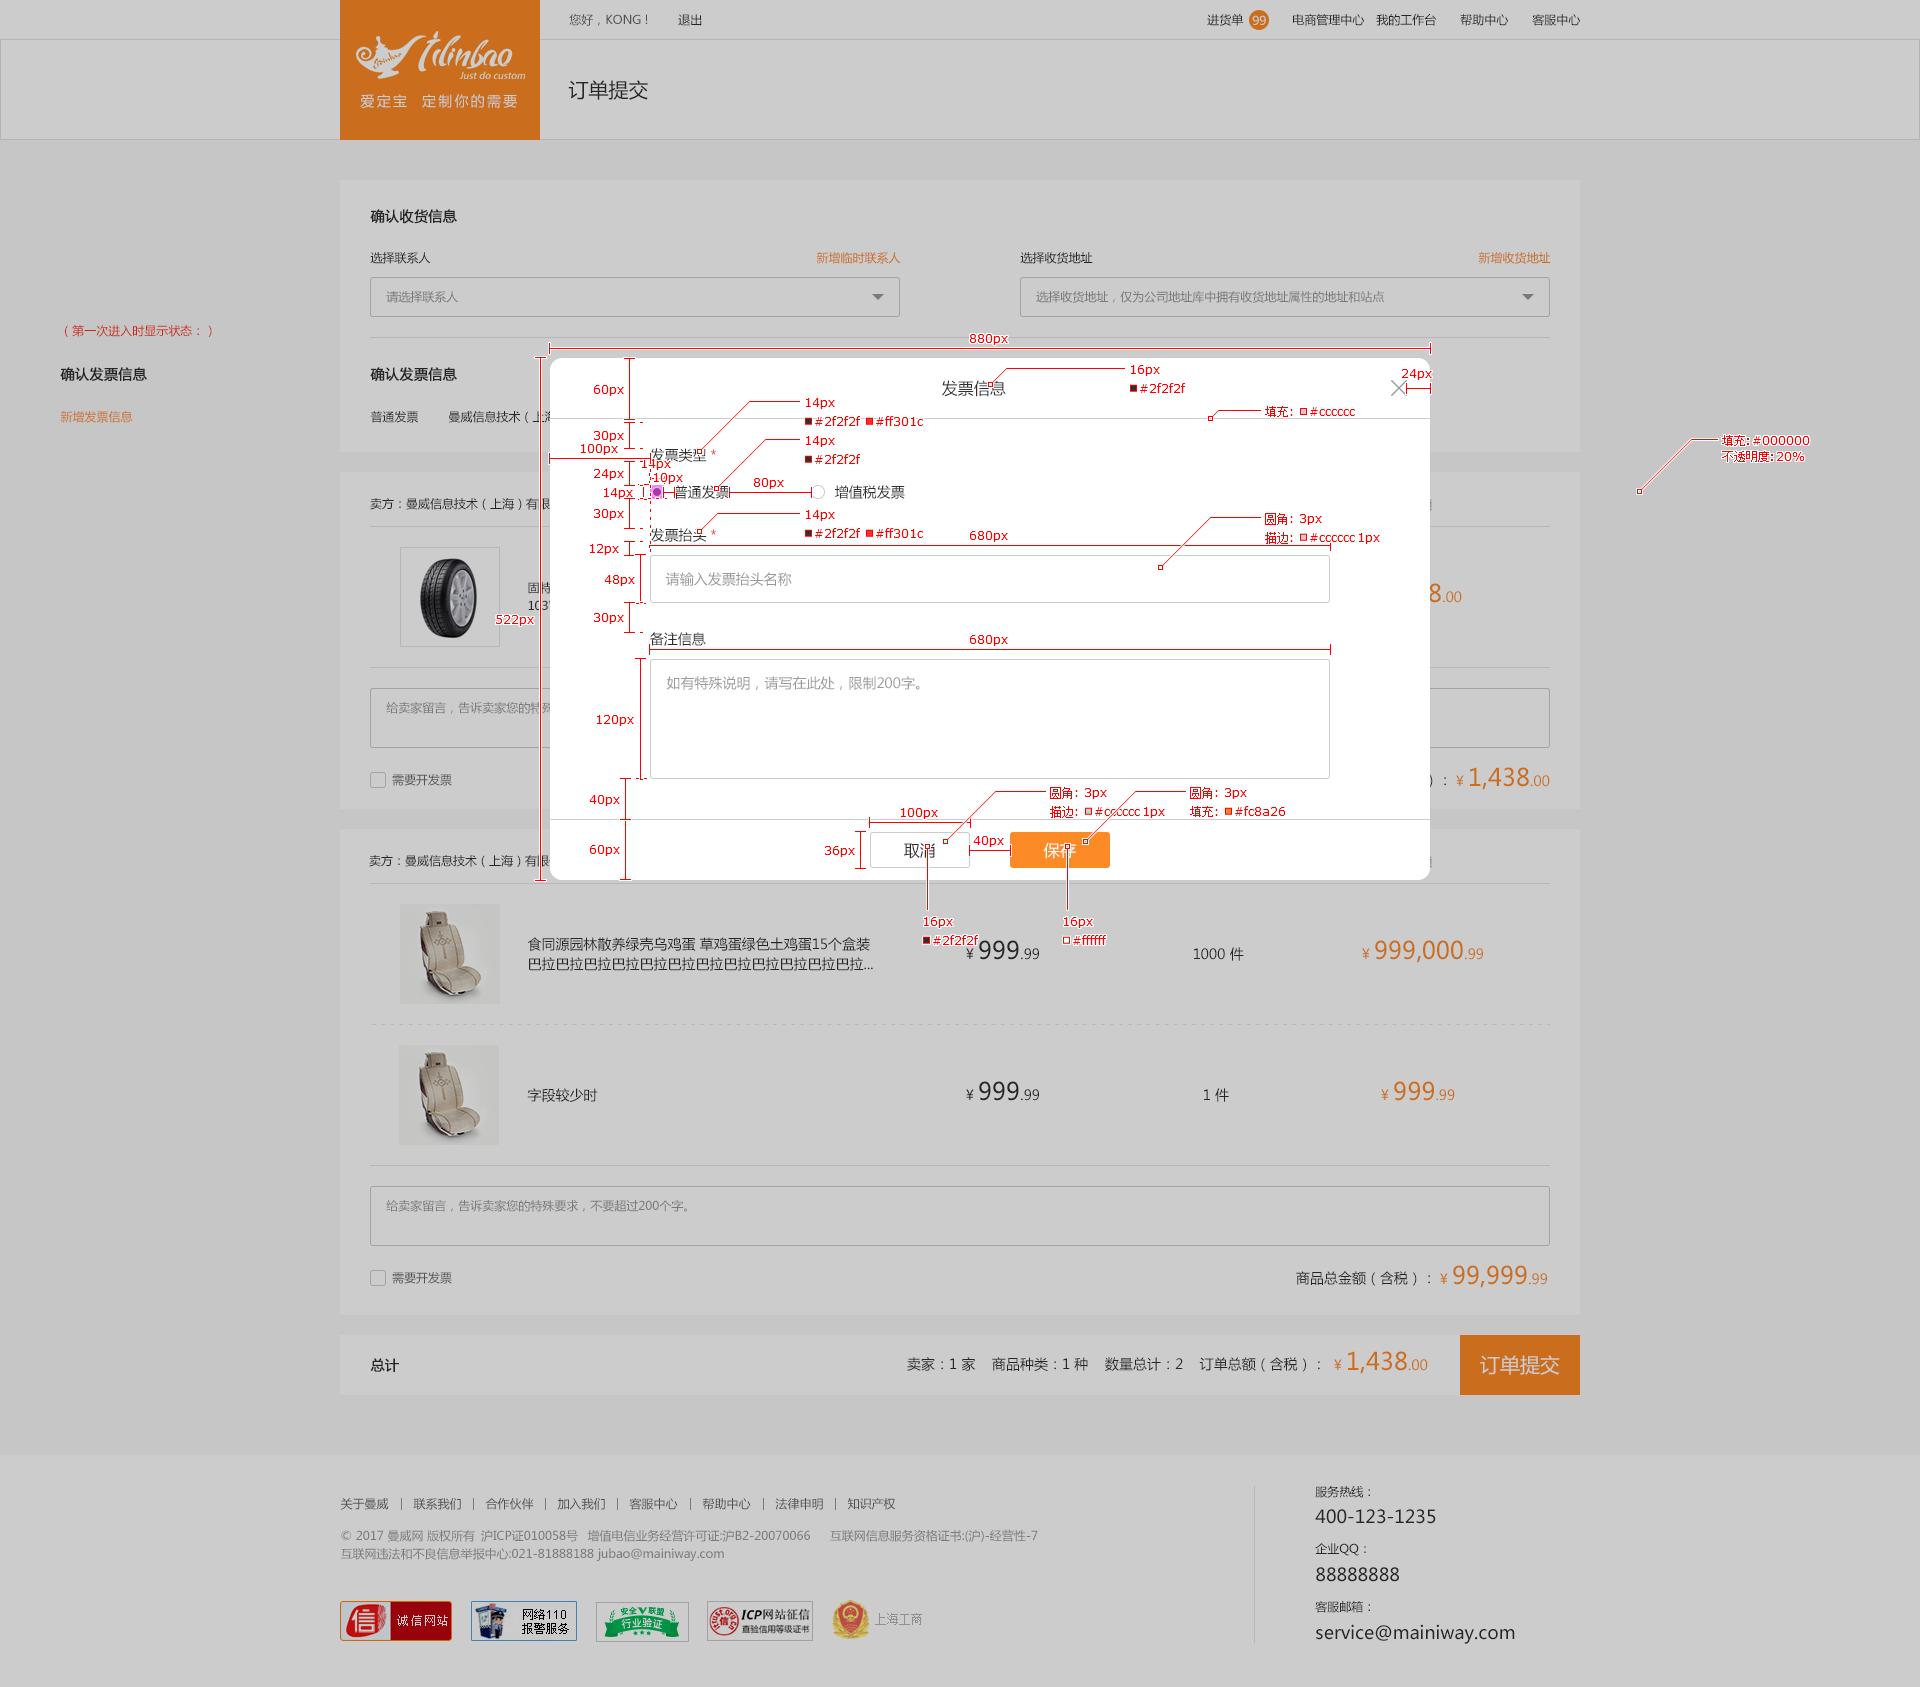 您好，KONG！
退出
进货单 99
电商管理中心
我的工作台
帮助中心
客服中心
Tilinbao
Just do custom
爱定宝 定制你的需要
订单提交
确认收货信息
选择联系人
新增临时联系人
选择收货地址
新增收货地址
请选择联系人
选择收货地址，仅为公司地址库中拥有收货地址属性的地址和站点
（第一次进入时显示状态：）
确认发票信息
新增发票信息
确认发票信息
普通发票 曼威信息技术（上海
880px
522px
60px
发票信息
16px
#2f2f2f
24px
填充: #cccccc
填充: #000000
不透明度: 20%
30px
100px
发票类型 *
14px
#2f2f2f #ff301c
14px
#2f2f2f
24px
14px
10px
14px
普通发票
80px
增值税发票
30px
发票抬头 *
14px
#2f2f2f #ff301c
680px
圆角: 3px
描边: #cccccc 1px
12px
48px
请输入发票抬头名称
30px
备注信息
680px
120px
如有特殊说明，请写在此处，限制200字。
40px
圆角: 3px
描边: #cccccc 1px
圆角: 3px
填充: #fc8a26
100px
60px
36px
取消
40px
保存
16px
#2f2f2f
16px
#ffffff
卖方：曼威信息技术（上海）有限
固特
103
8.00
给卖家留言，告诉卖家您的特殊
需要开发票
）：¥ 1,438.00
卖方：曼威信息技术（上海）有限
食同源园林散养绿壳乌鸡蛋 草鸡蛋绿色土鸡蛋15个盒装
巴拉巴拉巴拉巴拉巴拉巴拉巴拉巴拉巴拉巴拉巴拉巴拉...
¥ 999.99
1000 件
¥ 999,000.99
字段较少时
¥ 999.99
1 件
¥ 999.99
给卖家留言，告诉卖家您的特殊要求，不要超过200个字。
需要开发票
商品总金额（含税）：¥ 99,999.99
总计
卖家：1 家 商品种类：1 种 数量总计：2 订单总额（含税）：¥ 1,438.00
订单提交
关于曼威 | 联系我们 | 合作伙伴 | 加入我们 | 客服中心 | 帮助中心 | 法律申明 | 知识产权
© 2017 曼威网 版权所有 沪ICP证010058号 增值电信业务经营许可证:沪B2-20070066 互联网信息服务资格证书:(沪)-经营性-7
互联网违法和不良信息举报中心:021-81888188 jubao@mainiway.com
服务热线：
400-123-1235
企业QQ：
88888888
客服邮箱：
service@mainiway.com
信 诚信网站
网络110
报警服务
安全V联盟
行业验证
ICP网站征信
直验信用等级证书
上海工商